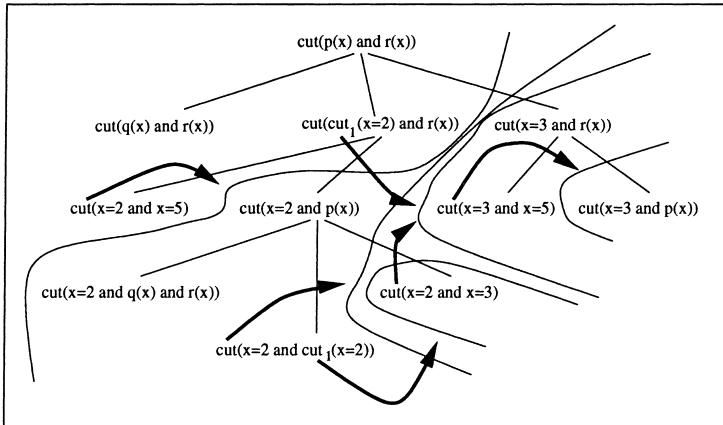 cut(p(x) and r(x))
cut(q(x) and r(x))
cut(cut₁(x=2) and r(x))
cut(x=3 and r(x))
cut(x=2 and x=5)
cut(x=2 and p(x))
cut(x=3 and x=5)
cut(x=3 and p(x))
cut(x=2 and q(x) and r(x))
cut(x=2 and x=3)
cut(x=2 and cut₁(x=2))